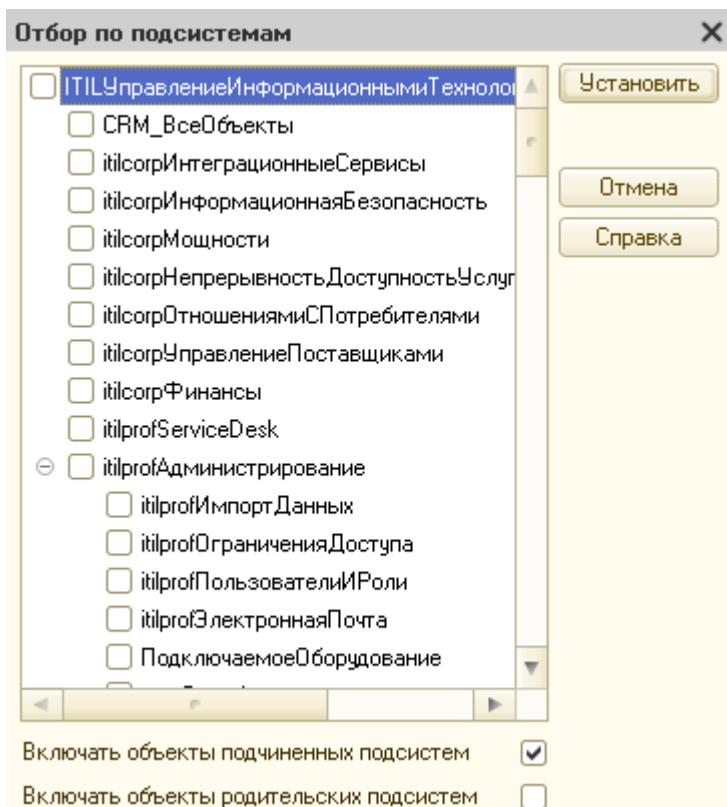 Отбор по подсистемам
ITILУправлениеИнформационнымиТехноло
Установить
CRM_ВсеОбъекты
itilcorpИнтеграционныеСервисы
itilcorpИнформационнаяБезопасность
Отмена
itilcorpМощности
Справка
itilcorpНепрерывностьДоступностьУслуг
itilcorpОтношениямиСПотребителями
itilcorpУправлениеПоставщиками
itilcorpФинансы
itilprofServiceDesk
itilprofАдминистрирование
itilprofИмпортДанных
itilprofОграниченияДоступа
itilprofПользователиИРоли
itilprofЭлектроннаяПочта
ПодключаемоеОборудование
Включать объекты подчиненных подсистем
Включать объекты родительских подсистем